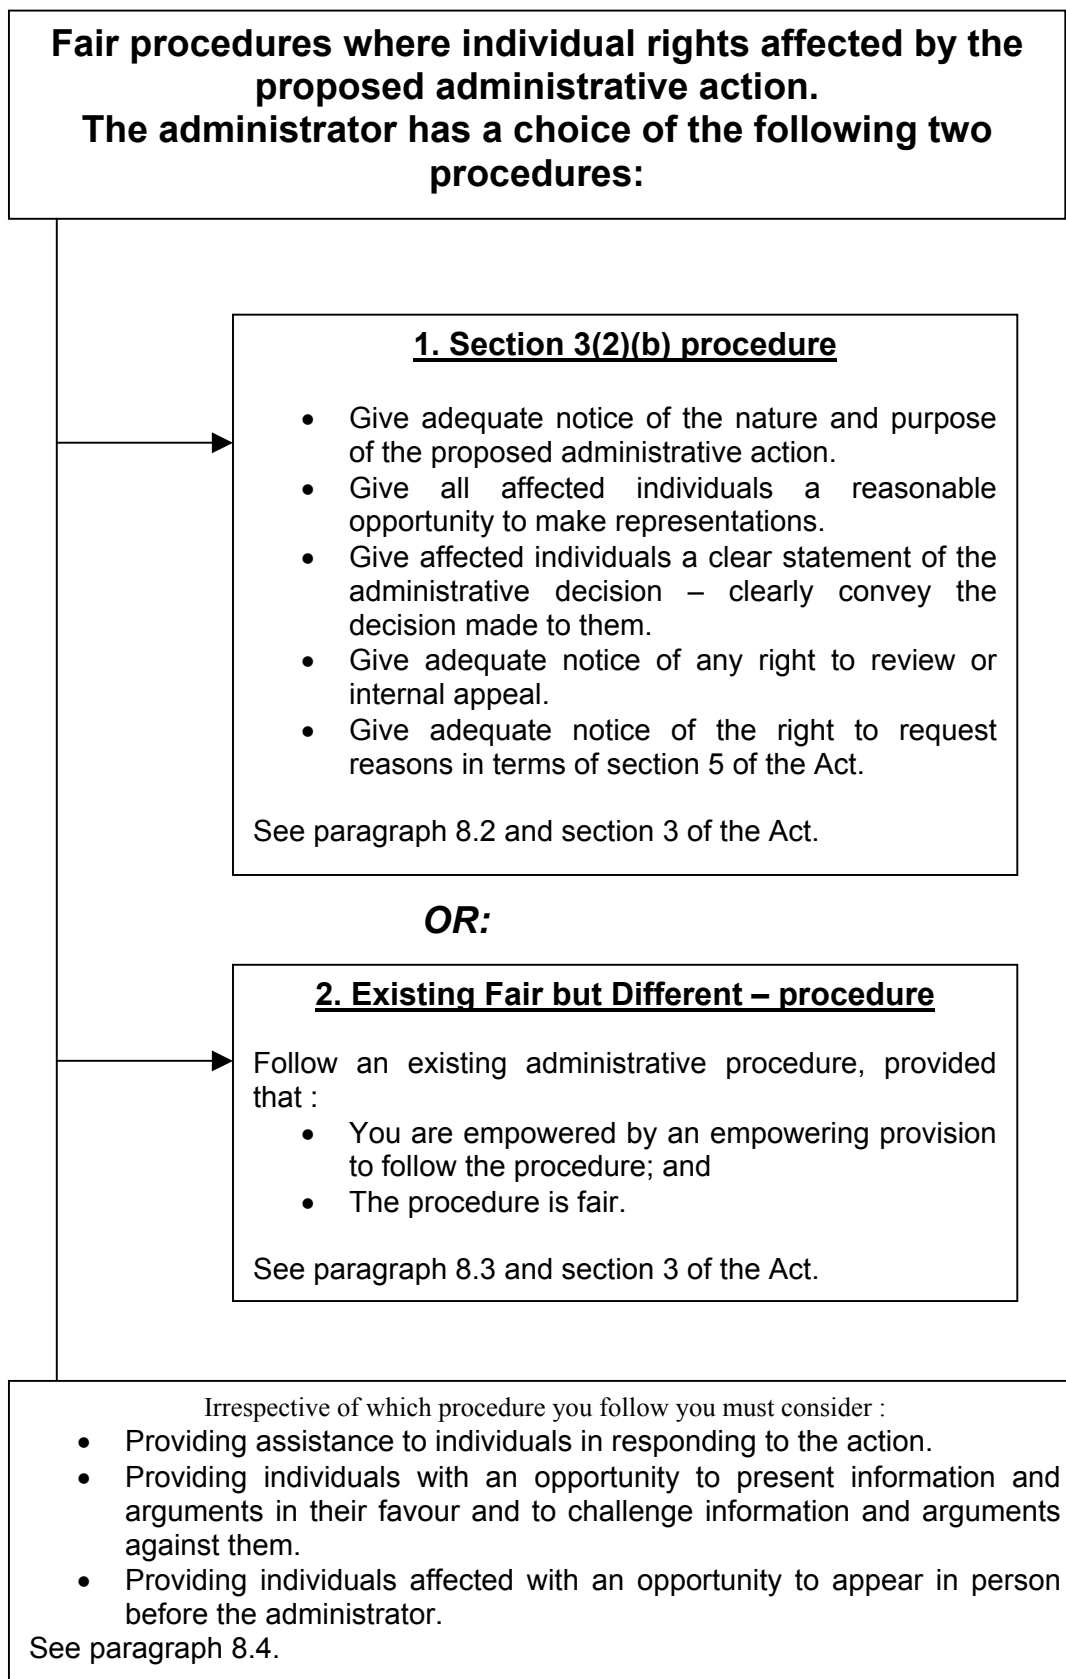 Fair procedures where individual rights affected by the
proposed administrative action.
The administrator has a choice of the following two
procedures:
1. Section 3(2)(b) procedure
• Give adequate notice of the nature and purpose
of the proposed administrative action.
• Give all affected individuals a reasonable
opportunity to make representations.
• Give affected individuals a clear statement of the
administrative decision – clearly convey the
decision made to them.
• Give adequate notice of any right to review or
internal appeal.
• Give adequate notice of the right to request
reasons in terms of section 5 of the Act.
See paragraph 8.2 and section 3 of the Act.
OR:
2. Existing Fair but Different – procedure
Follow an existing administrative procedure, provided
that :
• You are empowered by an empowering provision
to follow the procedure; and
• The procedure is fair.
See paragraph 8.3 and section 3 of the Act.
Irrespective of which procedure you follow you must consider :
• Providing assistance to individuals in responding to the action.
• Providing individuals with an opportunity to present information and
arguments in their favour and to challenge information and arguments
against them.
• Providing individuals affected with an opportunity to appear in person
before the administrator.
See paragraph 8.4.